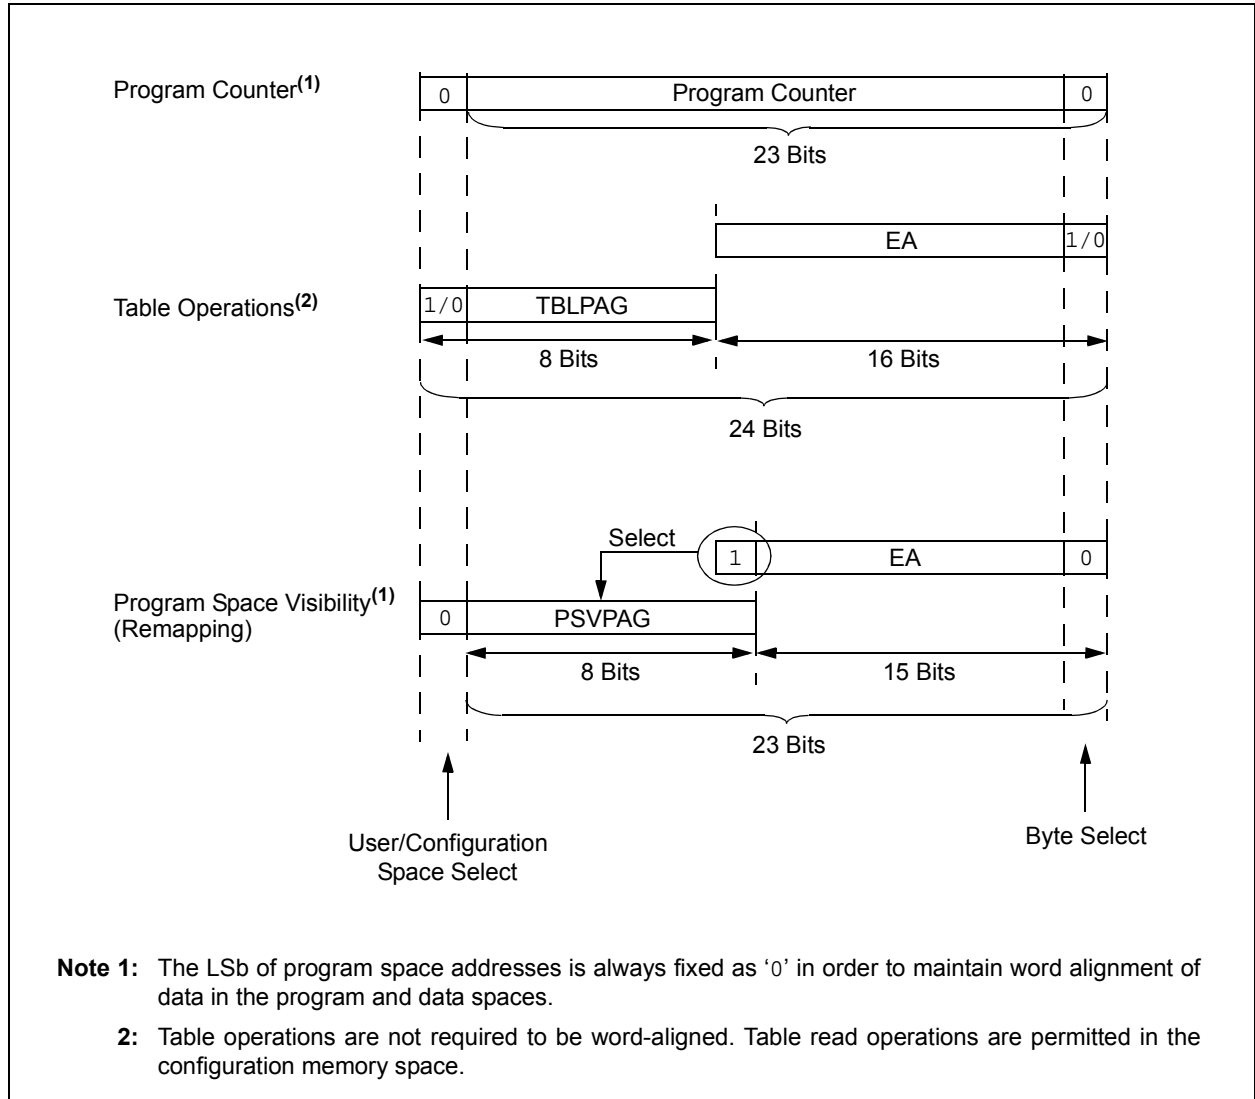 Program Counter(1)
0 Program Counter 0
23 Bits
EA 1/0
Table Operations(2)
1/0 TBLPAG
8 Bits 16 Bits
24 Bits
Select
1 EA 0
Program Space Visibility(1)
(Remapping)
0 PSVPAG
8 Bits 15 Bits
23 Bits
User/Configuration
Space Select
Byte Select
Note 1: The LSb of program space addresses is always fixed as ‘0’ in order to maintain word alignment of
data in the program and data spaces.
2: Table operations are not required to be word-aligned. Table read operations are permitted in the
configuration memory space.